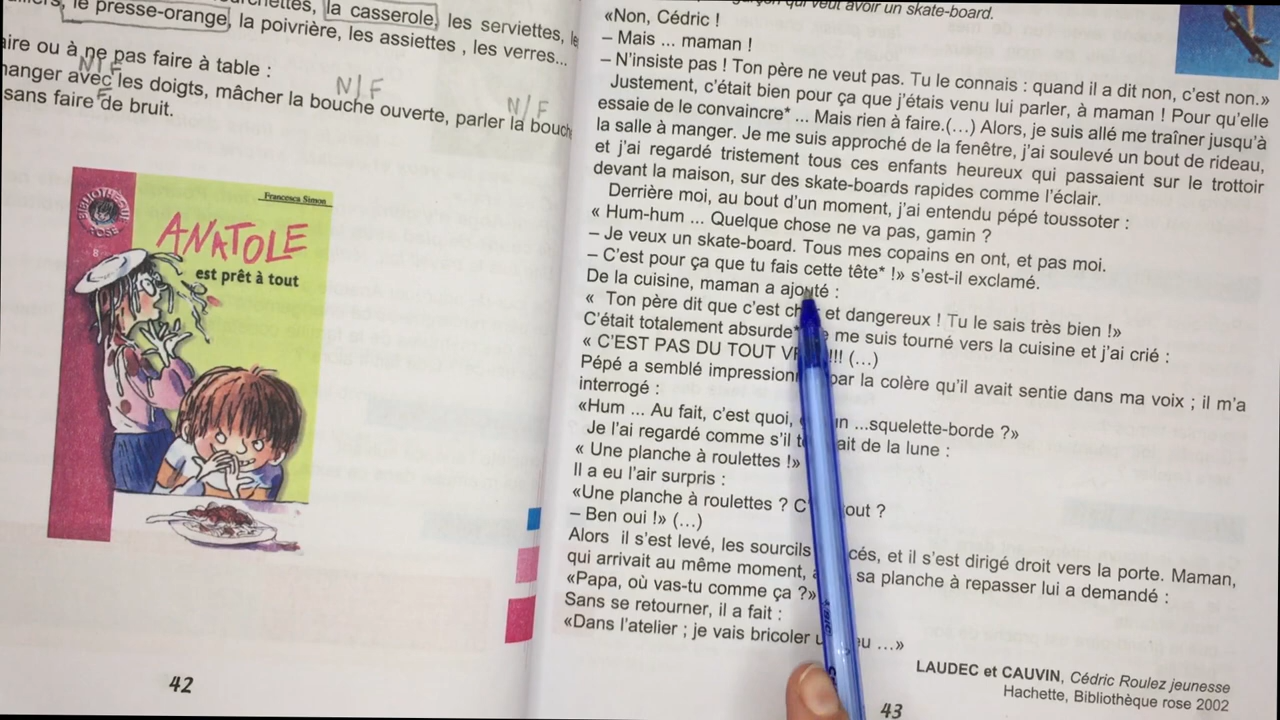 le presse-orange, la casserole, les serviettes,
la poivrière, les assiettes , les verres...
ou à ne pas faire à table :
N/F
N/F
N/F
avec les doigts, mâcher la bouche ouverte, parler la
sans faire de bruit.
BIBLIOTHÈQUE ROSE
Francesca Simon
8
ANATOLE
est prêt à tout
42
qui veut avoir un skate-board.
«Non, Cédric !
– Mais ... maman !
– N'insiste pas ! Ton père ne veut pas. Tu le connais : quand il a dit non, c'est non.»
Justement, c'était bien pour ça que j'étais venu lui parler, à maman ! Pour qu'elle
essaie de le convaincre* ... Mais rien à faire.(...) Alors, je suis allé me traîner jusqu'à
la salle à manger. Je me suis approché de la fenêtre, j'ai soulevé un bout de rideau,
et j'ai regardé tristement tous ces enfants heureux qui passaient sur le trottoir
devant la maison, sur des skate-boards rapides comme l'éclair.
Derrière moi, au bout d'un moment, j'ai entendu pépé toussoter :
« Hum-hum ... Quelque chose ne va pas, gamin ?
– Je veux un skate-board. Tous mes copains en ont, et pas moi.
– C'est pour ça que tu fais cette tête* !» s'est-il exclamé.
De la cuisine, maman a ajouté :
« Ton père dit que c'est et dangereux ! Tu le sais très bien !»
C'était totalement absurde* me suis tourné vers la cuisine et j'ai crié :
« C'EST PAS DU TOUT !!! (...)
Pépé a semblé par la colère qu'il avait sentie dans ma voix ; il m'a
interrogé :
«Hum ... Au fait, c'est quoi, un ...squelette-borde ?»
Je l'ai regardé comme s'il de la lune :
« Une planche à roulettes !»
Il a eu l'air surpris :
«Une planche à roulettes ? tout ?
– Ben oui !» (...)
Alors il s'est levé, les sourcils et il s'est dirigé droit vers la porte. Maman,
qui arrivait au même moment, sa planche à repasser lui a demandé :
«Papa, où vas-tu comme ça ?»
Sans se retourner, il a fait :
«Dans l'atelier ; je vais bricoler ...»
LAUDEC et CAUVIN, Cédric Roulez jeunesse
Hachette, Bibliothèque rose 2002
43